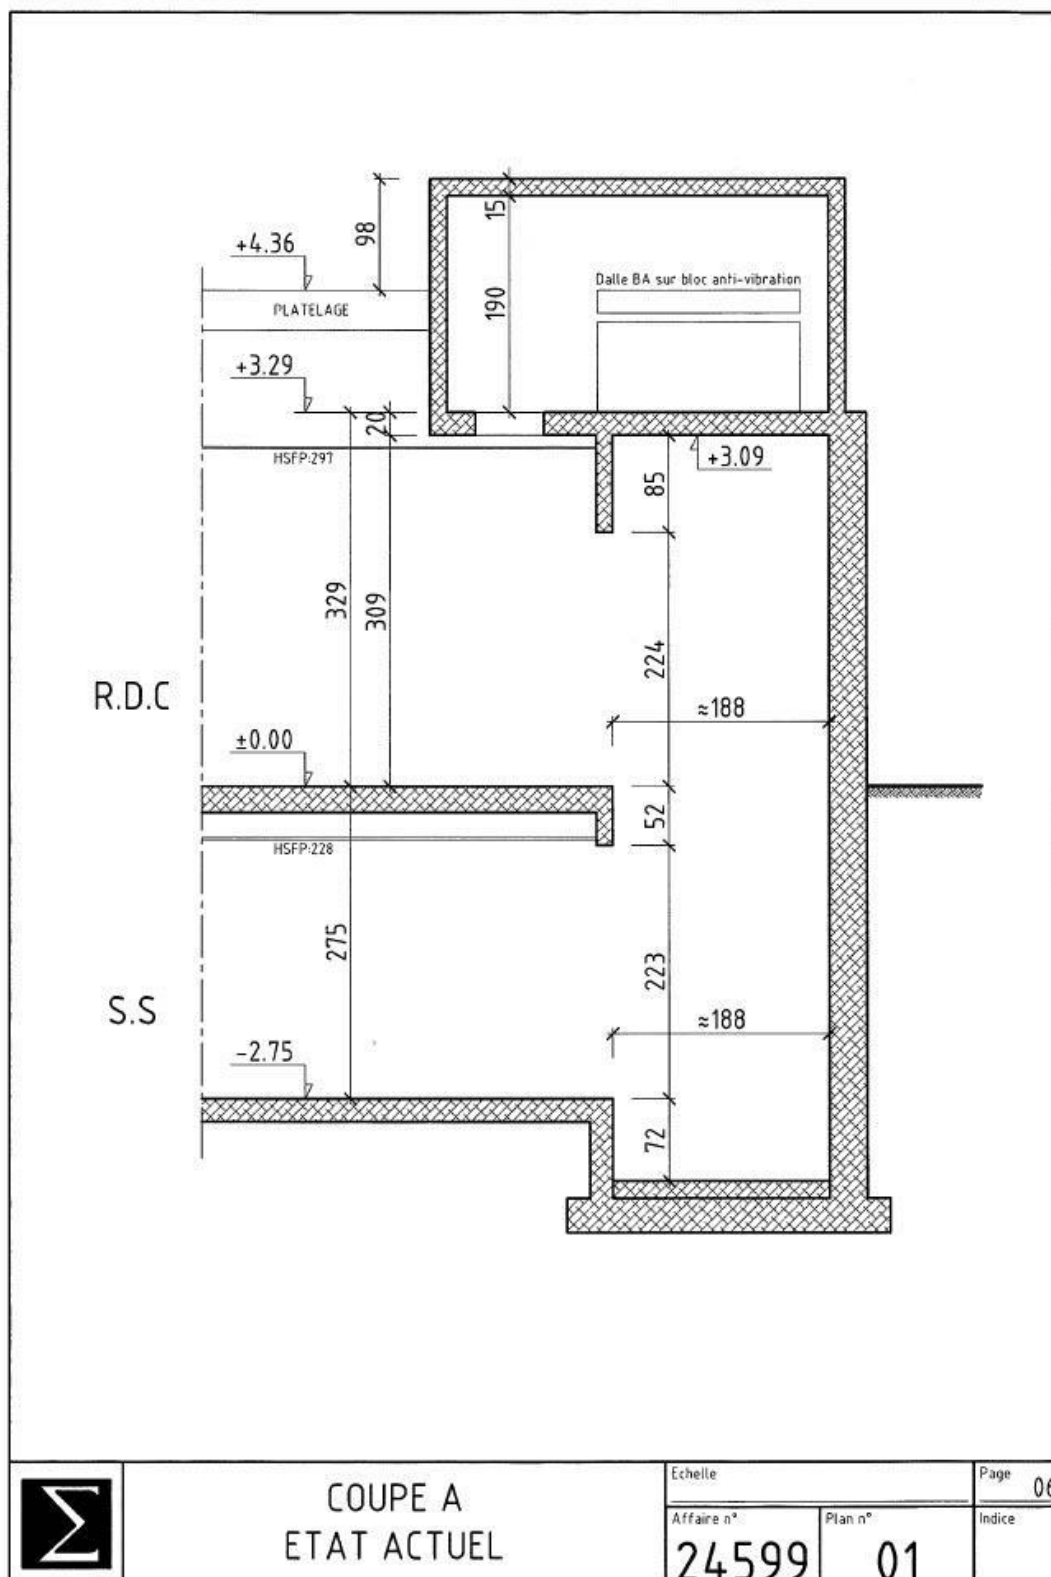 98
15
+4.36
190
Dalle BA sur bloc anti-vibration
PLATELAGE
+3.29
20
HSFP:297
+3.09
85
329
309
224
R.D.C
≈188
±0.00
52
HSFP:228
275
223
S.S
≈188
-2.75
72
Σ
COUPE A
ETAT ACTUEL
Echelle
Page
06
Affaire n°
24599
Plan n°
01
Indice